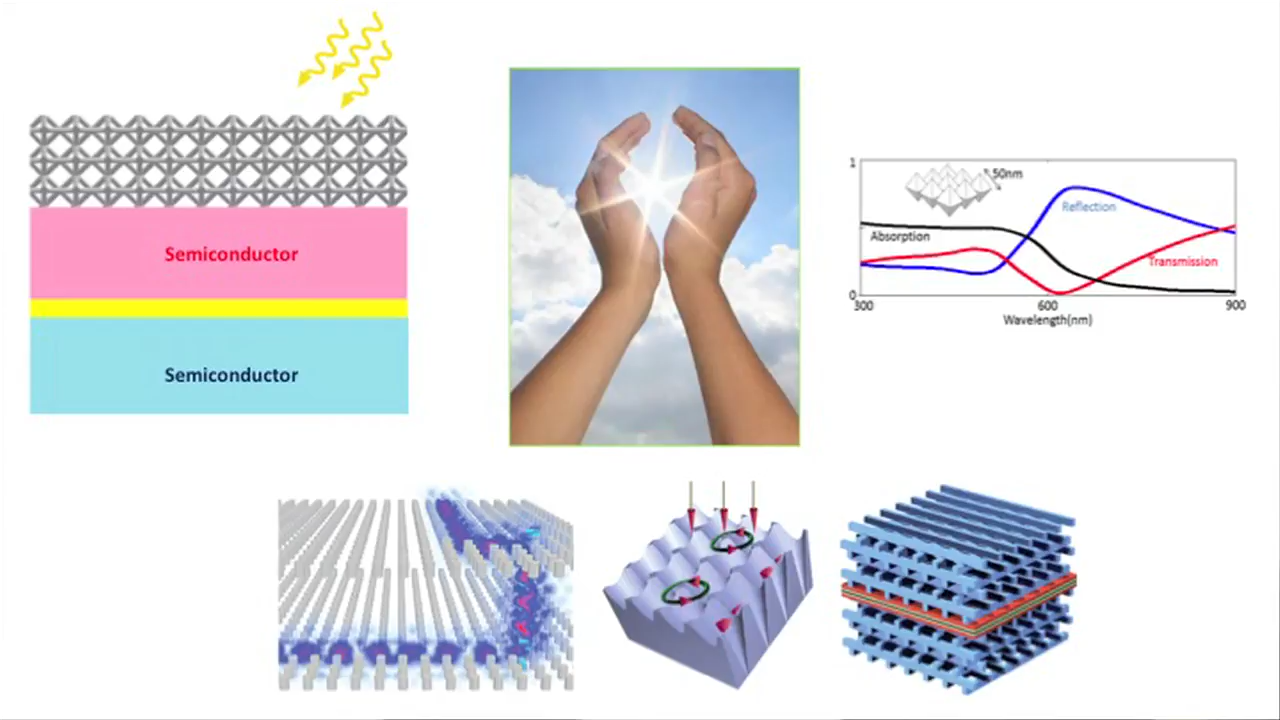 Semiconductor
Semiconductor
1
50nm
Reflection
Absorption
Transmission
0
300
600
900
Wavelength(nm)